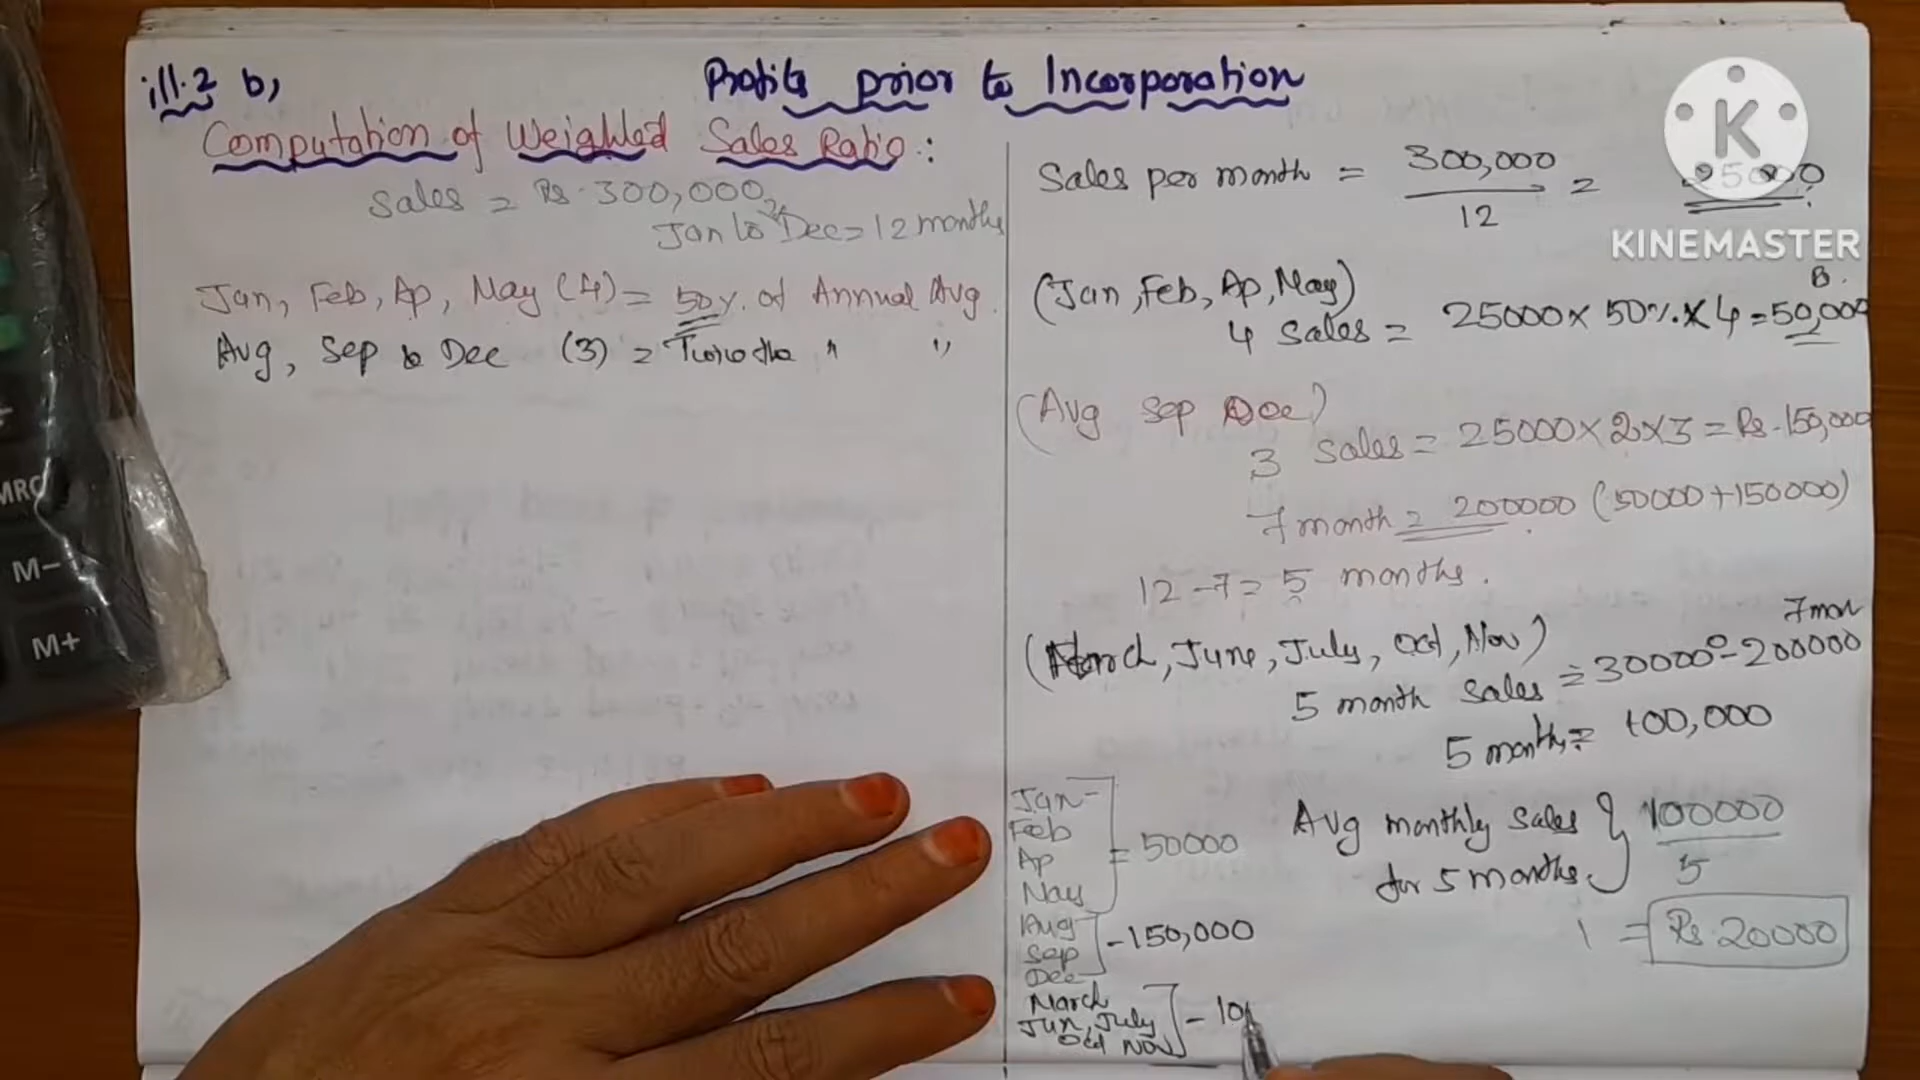 ill.2 b, Profits prior to Incorporation
Computation of Weighted Sales Ratio :
Sales = Rs. 300,000
Jan to Dec = 12 months
Jan, Feb, Ap, May (4) = 50% of Annual Avg.
Aug, Sep & Dec (3) = Twice the " "
Sales per month = 300,000 / 12 = 25000
K
KINEMASTER
(Jan, Feb, Ap, May)
4 Sales = 25000 × 50% × 4 = 50,000
(Aug Sep Dec)
3 Sales = 25000 × 2 × 3 = Rs. 150,000
7 month = 200000 (50000 + 150000)
12 - 7 = 5 months.
7 mon
(March, June, July, Oct, Nov)
5 month Sales = 300000 - 200000
5 months = 100,000
Avg monthly Sales for 5 months } 100000 / 5
= Rs. 20000
Jan
Feb
Ap
May
= 50000
Aug
Sep
Dec
- 150,000
March
Jun, July
Oct Nov
- 10
MRC
M-
M+